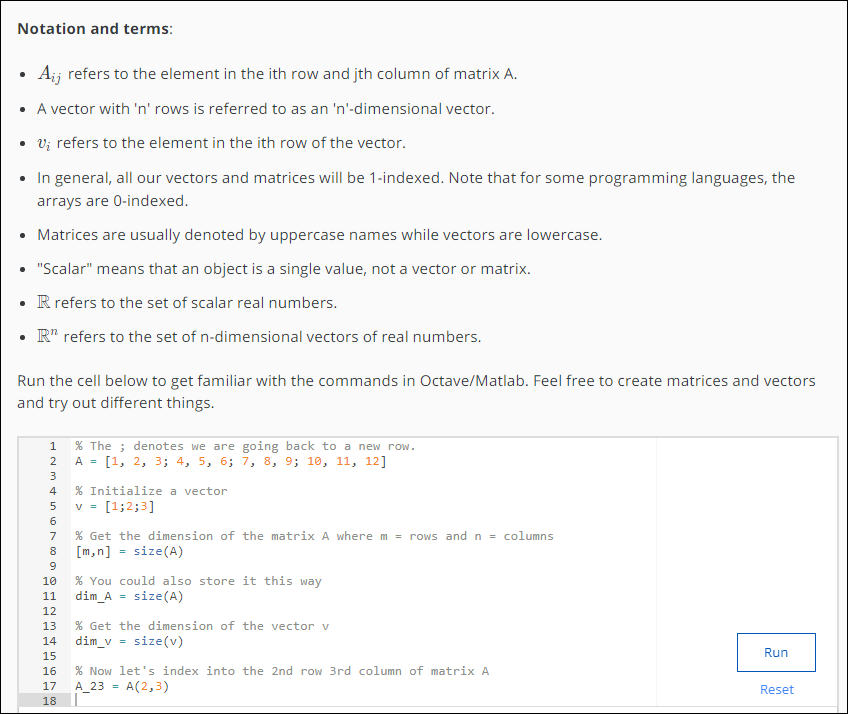 Notation and terms:
A_{ij} refers to the element in the ith row and jth column of matrix A.
A vector with 'n' rows is referred to as an 'n'-dimensional vector.
v_i refers to the element in the ith row of the vector.
In general, all our vectors and matrices will be 1-indexed. Note that for some programming languages, the
arrays are 0-indexed.
Matrices are usually denoted by uppercase names while vectors are lowercase.
"Scalar" means that an object is a single value, not a vector or matrix.
ℝ refers to the set of scalar real numbers.
ℝⁿ refers to the set of n-dimensional vectors of real numbers.
Run the cell below to get familiar with the commands in Octave/Matlab. Feel free to create matrices and vectors
and try out different things.
1 % The ; denotes we are going back to a new row.
2 A = [1, 2, 3; 4, 5, 6; 7, 8, 9; 10, 11, 12]
3
4 % Initialize a vector
5 v = [1;2;3]
6
7 % Get the dimension of the matrix A where m = rows and n = columns
8 [m,n] = size(A)
9
10 % You could also store it this way
11 dim_A = size(A)
12
13 % Get the dimension of the vector v
14 dim_v = size(v)
15
16 % Now let's index into the 2nd row 3rd column of matrix A
17 A_23 = A(2,3)
18
Run
Reset